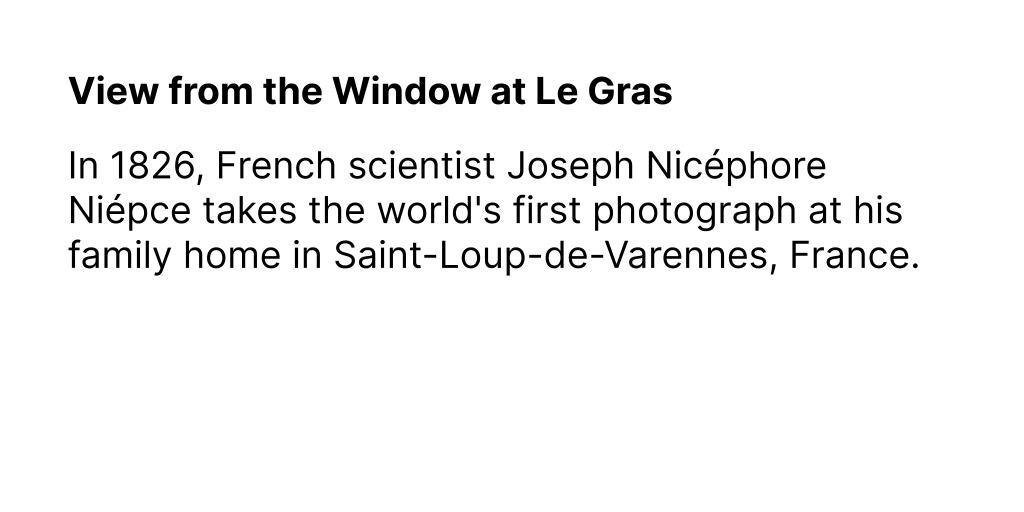 View from the Window at Le Gras
In 1826, French scientist Joseph Nicéphore
Niépce takes the world's first photograph at his
family home in Saint-Loup-de-Varennes, France.